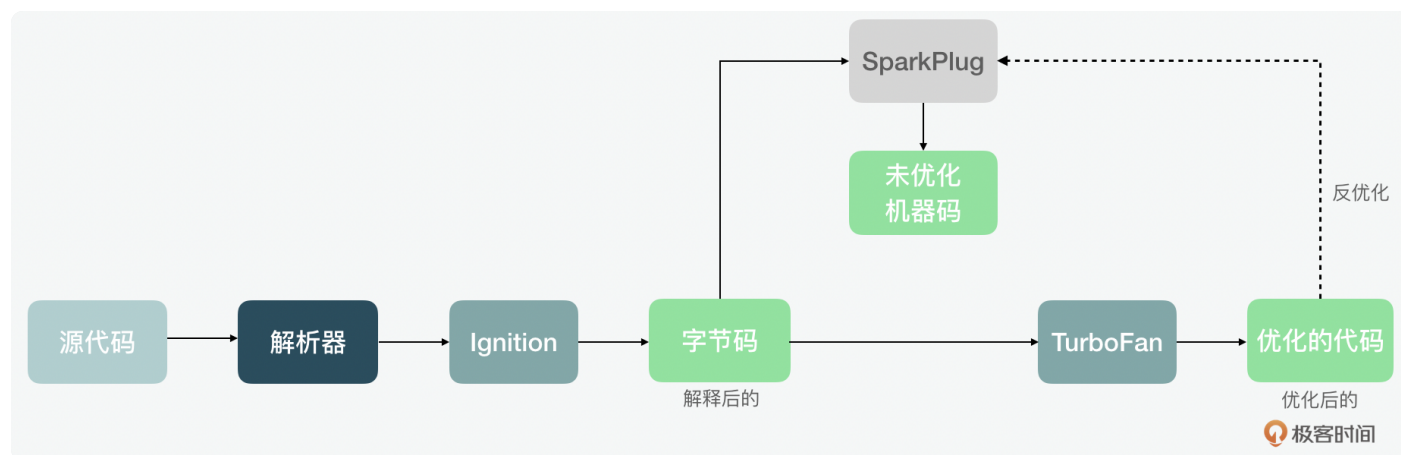 SparkPlug
未优化
机器码
反优化
源代码
解析器
Ignition
字节码
TurboFan
优化的代码
解释后的
优化后的
极客时间